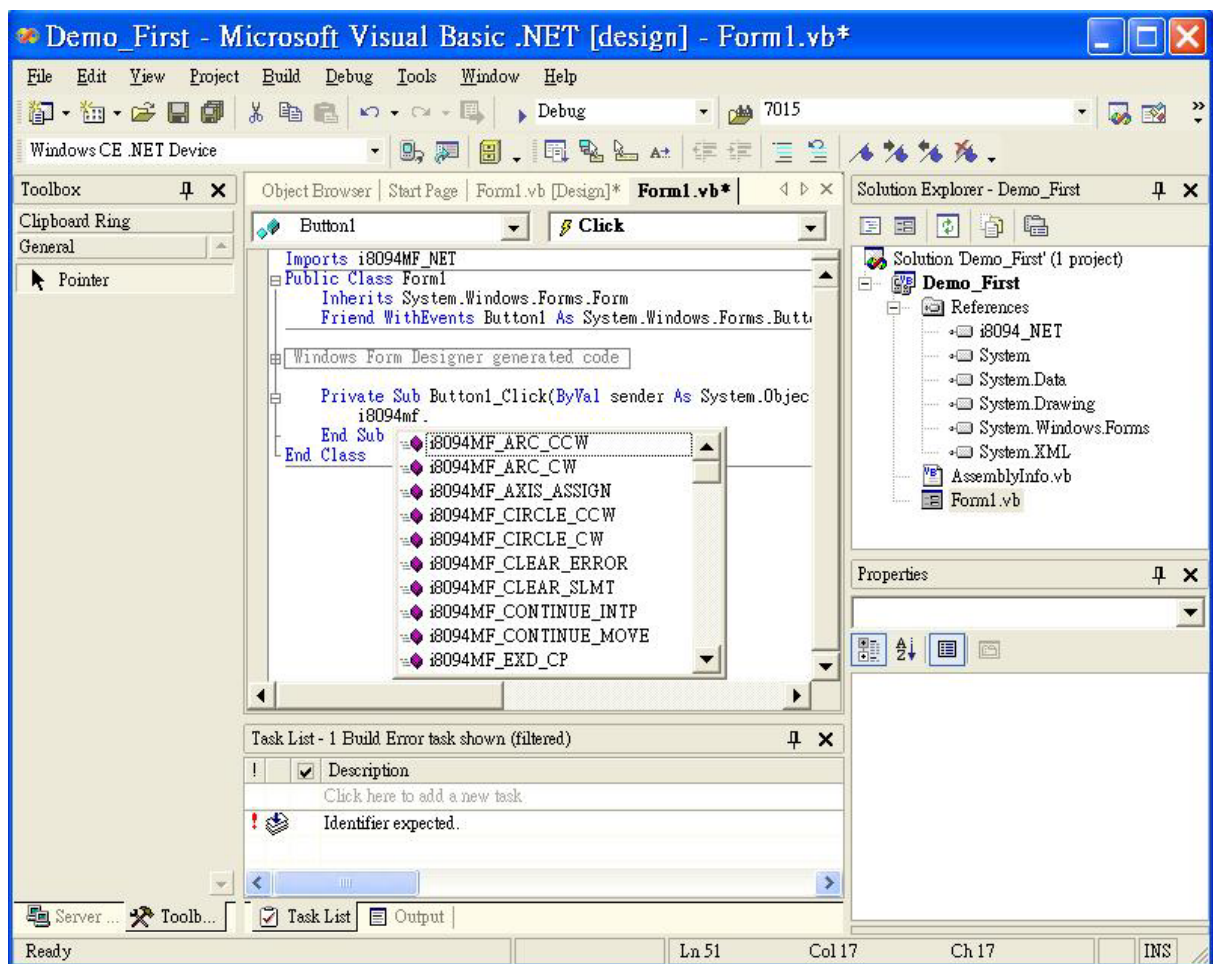 Demo_First - Microsoft Visual Basic .NET [design] - Form1.vb*
File Edit View Project Build Debug Tools Window Help
Debug 7015
Windows CE .NET Device
Toolbox
Clipboard Ring
General
Pointer
Object Browser Start Page Form1.vb [Design]* Form1.vb*
Button1 Click
Imports i8094MF_NET
Public Class Form1
Inherits System.Windows.Forms.Form
Friend WithEvents Button1 As System.Windows.Forms.Butt
Windows Form Designer generated code
Private Sub Button1_Click(ByVal sender As System.Objec
i8094mf.
End Sub
End Class
i8094MF_ARC_CCW
i8094MF_ARC_CW
i8094MF_AXIS_ASSIGN
i8094MF_CIRCLE_CCW
i8094MF_CIRCLE_CW
i8094MF_CLEAR_ERROR
i8094MF_CLEAR_SLMT
i8094MF_CONTINUE_INTP
i8094MF_CONTINUE_MOVE
i8094MF_EXD_CP
Solution Explorer - Demo_First
Solution 'Demo_First' (1 project)
Demo_First
References
i8094_NET
System
System.Data
System.Drawing
System.Windows.Forms
System.XML
AssemblyInfo.vb
Form1.vb
Properties
Task List - 1 Build Error task shown (filtered)
! Description
Click here to add a new task
! Identifier expected.
Server ... Toolb... Task List Output
Ready Ln 51 Col 17 Ch 17 INS